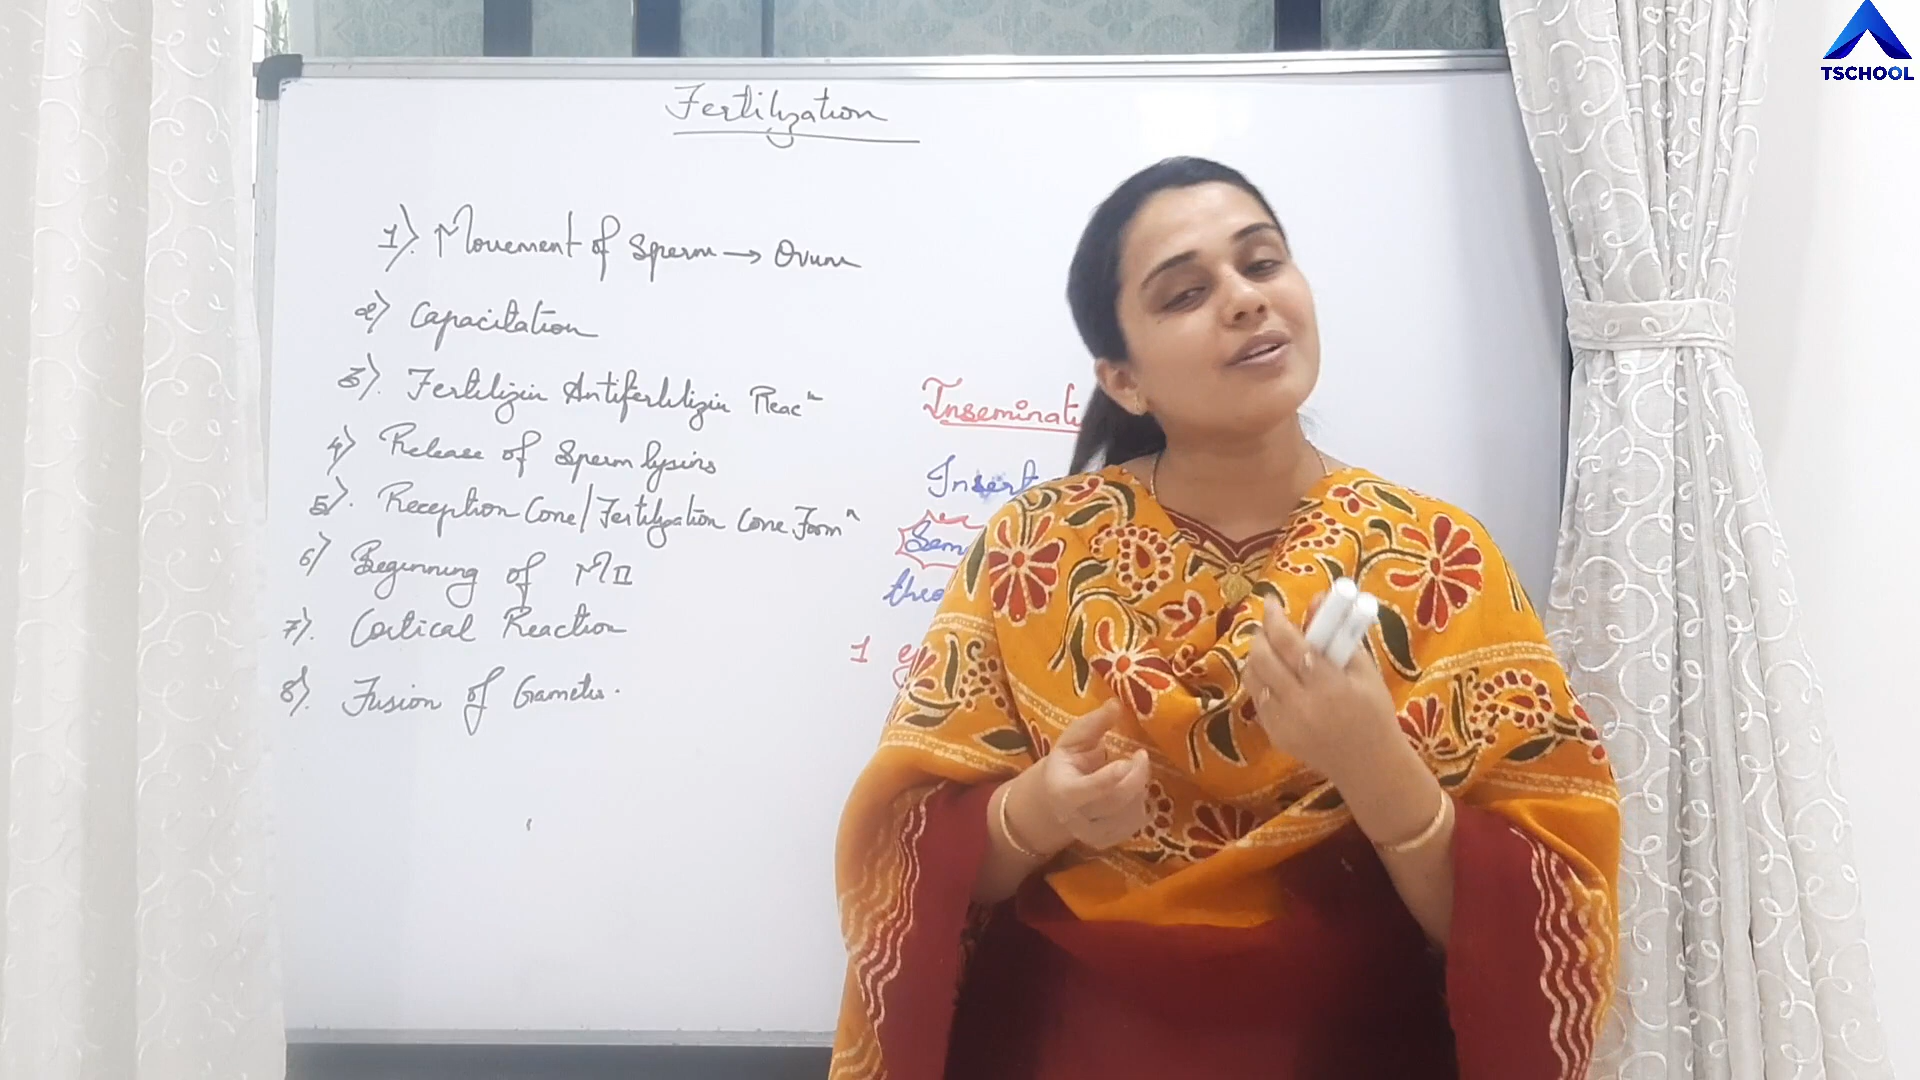 TSCHOOL
Fertilization
1). Movement of Sperm → Ovum
2) Capacitation
3). Fertilizin Antifertilizin Reacⁿ
4) Release of Sperm lysins
5). Reception Cone/Fertilization Cone Formⁿ
6) Beginning of MII
7). Cortical Reaction
8). Fusion of Gametes.
Inseminati
Insert
Sem
the
1